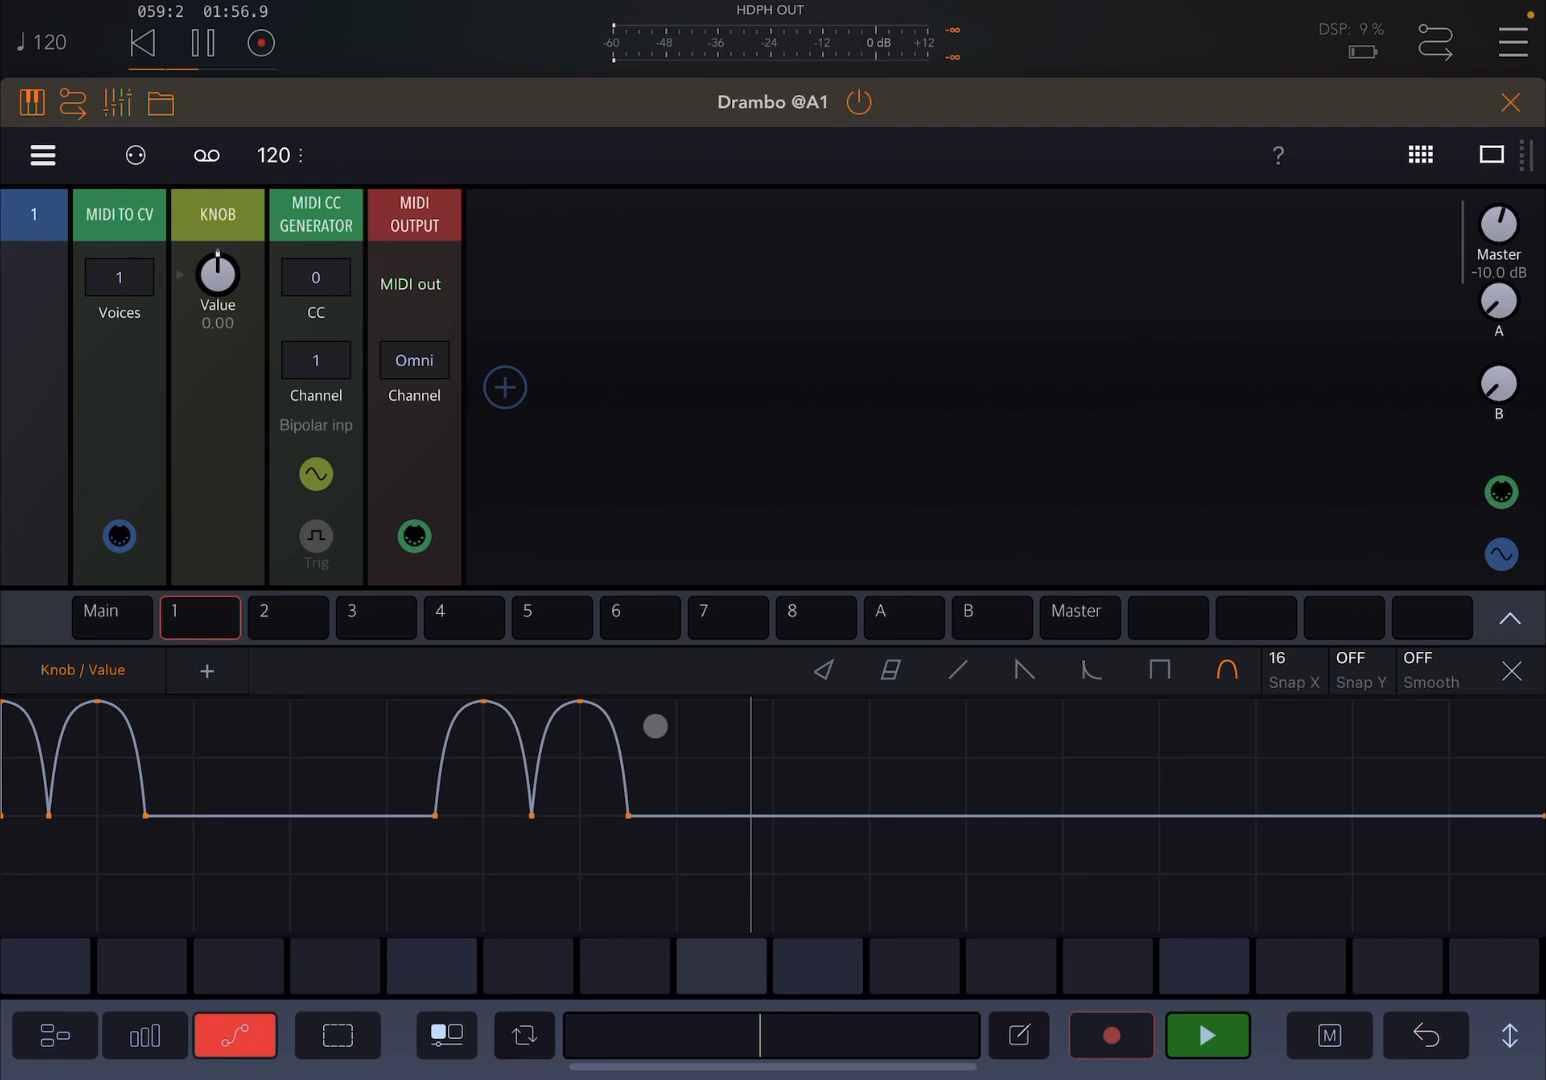 059:2 01:56.9
HDPH OUT
♩ 120
-60 -48 -36 -24 -12 0 dB +12
-∞
-∞
DSP: 9 %
Drambo @A1
120
?
1
MIDI TO CV
KNOB
MIDI CC GENERATOR
MIDI OUTPUT
1
Voices
Value
0.00
0
CC
1
Channel
Bipolar inp
Trig
MIDI out
Omni
Channel
Master
-10.0 dB
A
B
Main 1 2 3 4 5 6 7 8 A B Master
Knob / Value
+
16
Snap X
OFF
Snap Y
OFF
Smooth
M